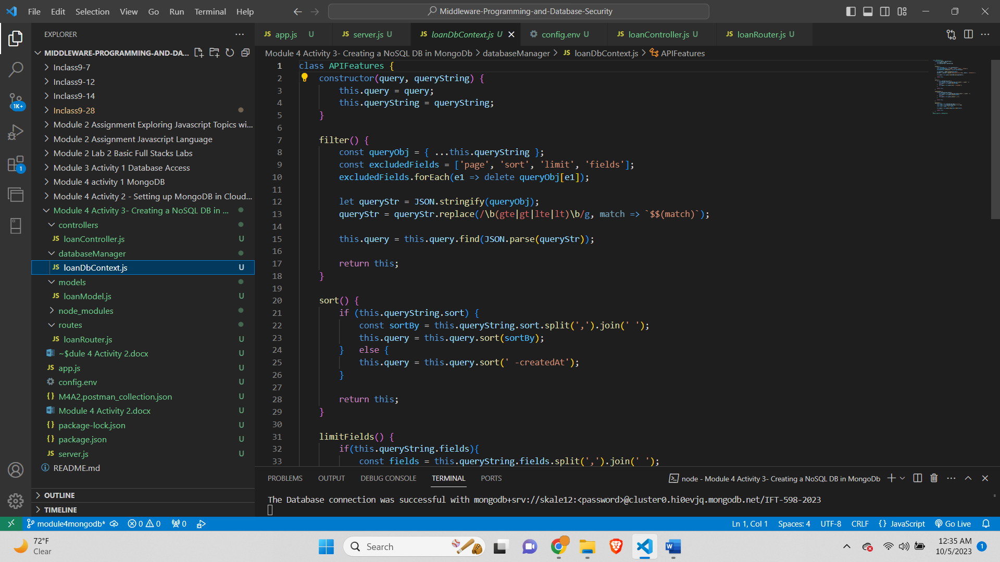 File Edit Selection View Go Run Terminal Help
Middleware-Programming-and-Database-Security
EXPLORER
MIDDLEWARE-PROGRAMMING-AND-DA...
Inclass9-7
Inclass9-12
Inclass9-14
Inclass9-28
Module 2 Assignment Exploring Javascript Topics wi...
Module 2 Assignment Javascript Language
Module 2 Lab 2 Basic Full Stacks Labs
Module 3 Activity 1 Database Access
Module 4 activity 1 MongoDB
Module 4 Activity 2 - Setting up MongoDB in Cloud...
Module 4 Activity 3- Creating a NoSQL DB in ...
controllers
JS loanController.js U
databaseManager
JS loanDbContext.js U
models
JS loanModel.js U
node_modules
routes
JS loanRouter.js U
~$dule 4 Activity 2.docx U
JS app.js U
config.env U
{} M4A2.postman_collection.json U
Module 4 Activity 2.docx U
{} package-lock.json U
{} package.json U
JS server.js U
README.md
OUTLINE
TIMELINE
1K+
1
JS app.js U JS server.js U JS loanDbContext.js U config.env U JS loanController.js U JS loanRouter.js U
Module 4 Activity 3- Creating a NoSQL DB in MongoDb > databaseManager > JS loanDbContext.js > APIFeatures
1 class APIFeatures {
2 constructor(query, queryString) {
3 this.query = query;
4 this.queryString = queryString;
5 }
6
7 filter() {
8 const queryObj = { ...this.queryString };
9 const excludedFields = ['page', 'sort', 'limit', 'fields'];
10 excludedFields.forEach(e1 => delete queryObj[e1]);
11
12 let queryStr = JSON.stringify(queryObj);
13 queryStr = queryStr.replace(/\b(gte|gt|lte|lt)\b/g, match => `$$(match)`);
14
15 this.query = this.query.find(JSON.parse(queryStr));
16
17 return this;
18 }
19
20 sort() {
21 if (this.queryString.sort) {
22 const sortBy = this.queryString.sort.split(',').join(' ');
23 this.query = this.query.sort(sortBy);
24 } else {
25 this.query = this.query.sort(' -createdAt');
26 }
27
28 return this;
29 }
30
31 limitFields() {
32 if(this.queryString.fields){
33 const fields = this.queryString.fields.split(',').join(' ');
PROBLEMS OUTPUT DEBUG CONSOLE TERMINAL PORTS
node - Module 4 Activity 3- Creating a NoSQL DB in MongoDb
The Database connection was successful with mongodb+srv://skale12:<password>@cluster0.hi0evjq.mongodb.net/IFT-598-2023
module4mongodb* 0 0 0 Ln 1, Col 1 Spaces: 4 UTF-8 CRLF {} JavaScript Go Live
72°F
Clear
Search
12:35 AM
10/5/2023
1